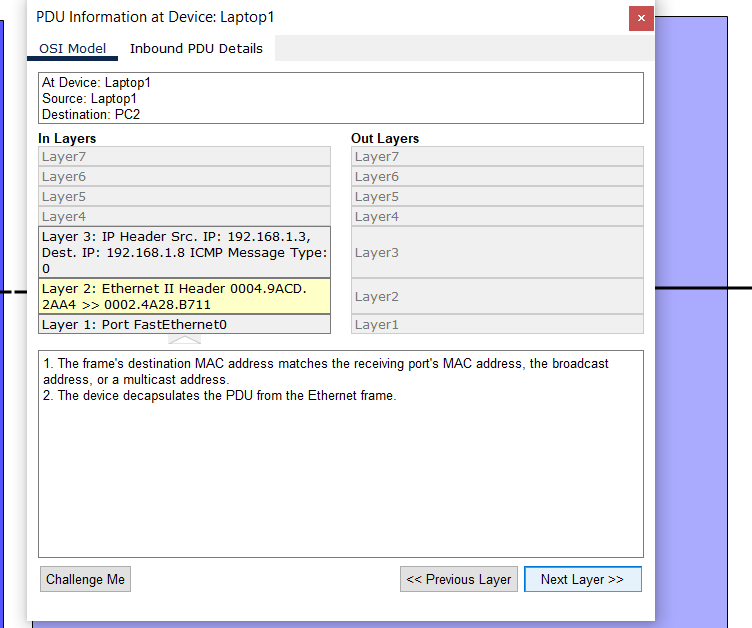 PDU Information at Device: Laptop1
×
OSI Model Inbound PDU Details
At Device: Laptop1
Source: Laptop1
Destination: PC2
In Layers
Layer7
Layer6
Layer5
Layer4
Layer 3: IP Header Src. IP: 192.168.1.3,
Dest. IP: 192.168.1.8 ICMP Message Type:
0
Layer 2: Ethernet II Header 0004.9ACD.
2AA4 >> 0002.4A28.B711
Layer 1: Port FastEthernet0
Out Layers
Layer7
Layer6
Layer5
Layer4
Layer3
Layer2
Layer1
1. The frame's destination MAC address matches the receiving port's MAC address, the broadcast
address, or a multicast address.
2. The device decapsulates the PDU from the Ethernet frame.
Challenge Me << Previous Layer Next Layer >>